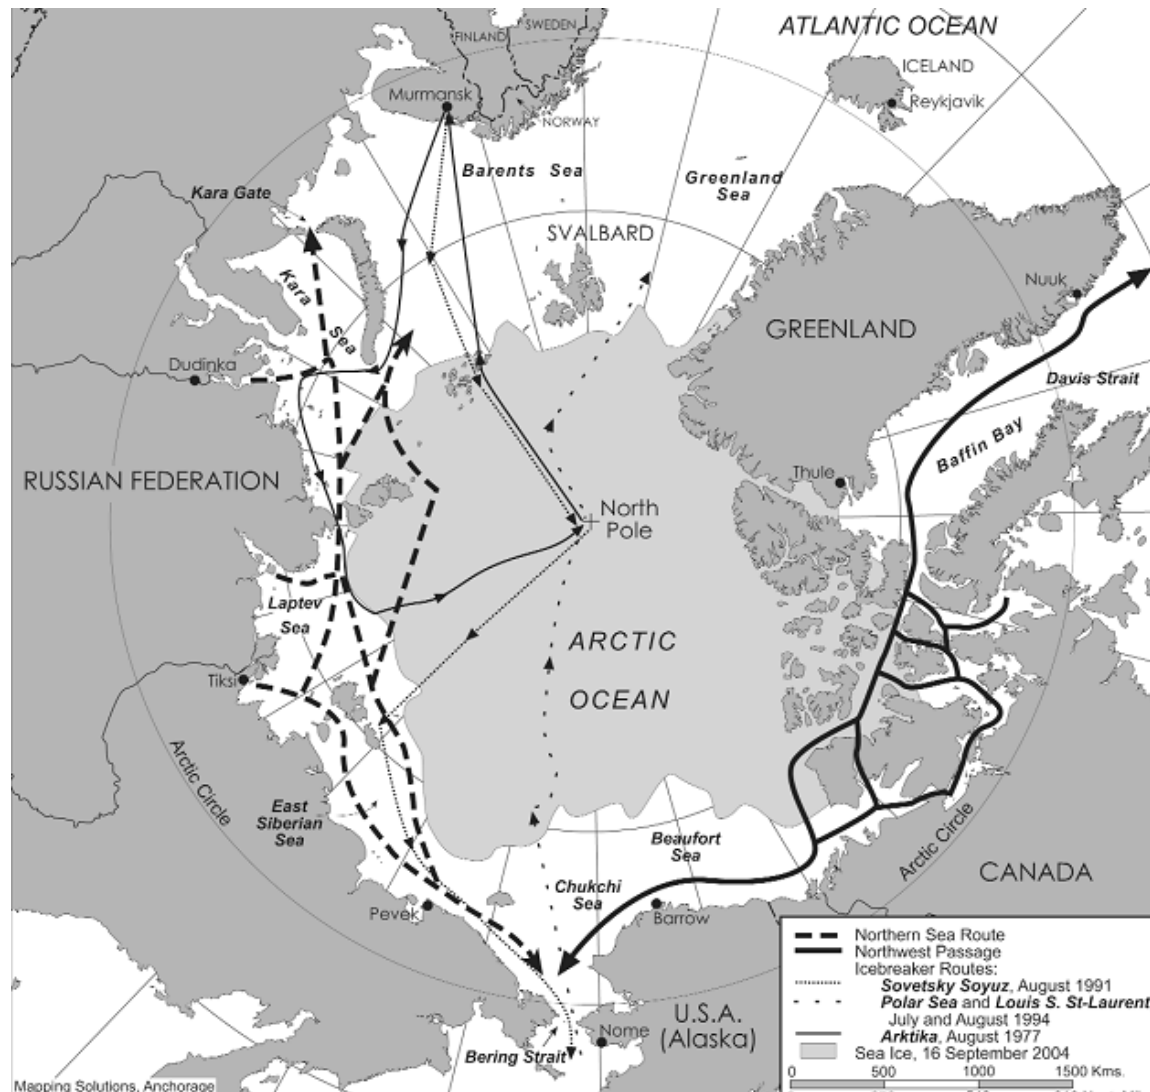 ATLANTIC OCEAN
SWEDEN
FINLAND
ICELAND
Murmansk
Reykjavik
NORWAY
Barents Sea
Greenland
Sea
Kara Gate
SVALBARD
Kara
Sea
Nuuk
GREENLAND
Dudinka
Davis Strait
Baffin Bay
RUSSIAN FEDERATION
Thule
North
Pole
Laptev
Sea
ARCTIC
OCEAN
Tiksi
Arctic Circle
East
Siberian
Sea
Beaufort
Sea
Arctic Circle
CANADA
Chukchi
Sea
Pevek
Barrow
U.S.A.
(Alaska)
Nome
Bering Strait
Northern Sea Route
Northwest Passage
Icebreaker Routes:
Sovetsky Soyuz, August 1991
Polar Sea and Louis S. St-Laurent
July and August 1994
Arktika, August 1977
Sea Ice, 16 September 2004
0 500 1000 1500 Kms.
Mapping Solutions, Anchorage